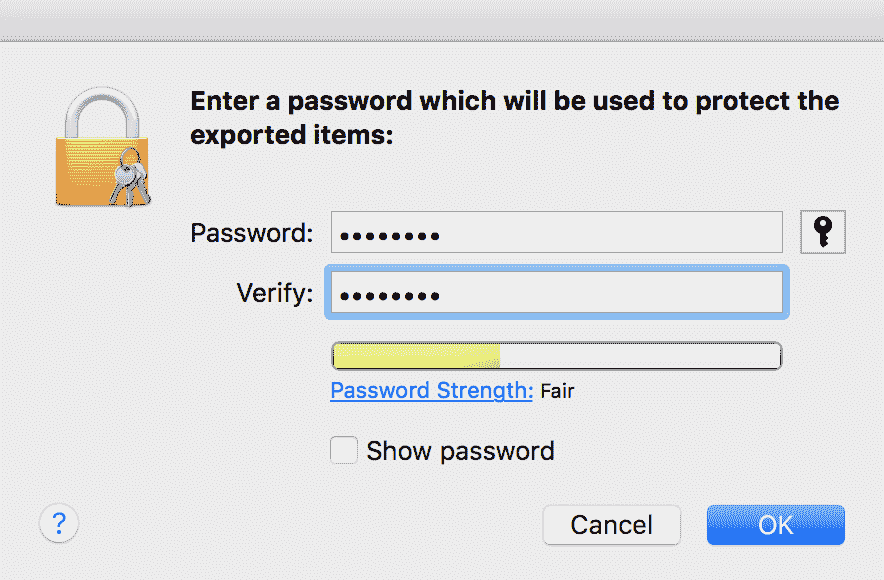 Enter a password which will be used to protect the
exported items:
Password: ••••••••
Verify: ••••••••
Password Strength: Fair
Show password
? Cancel OK